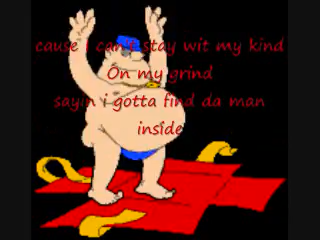 cause I can't stay wit my kind
On my grind
sayin i gotta find da man
inside